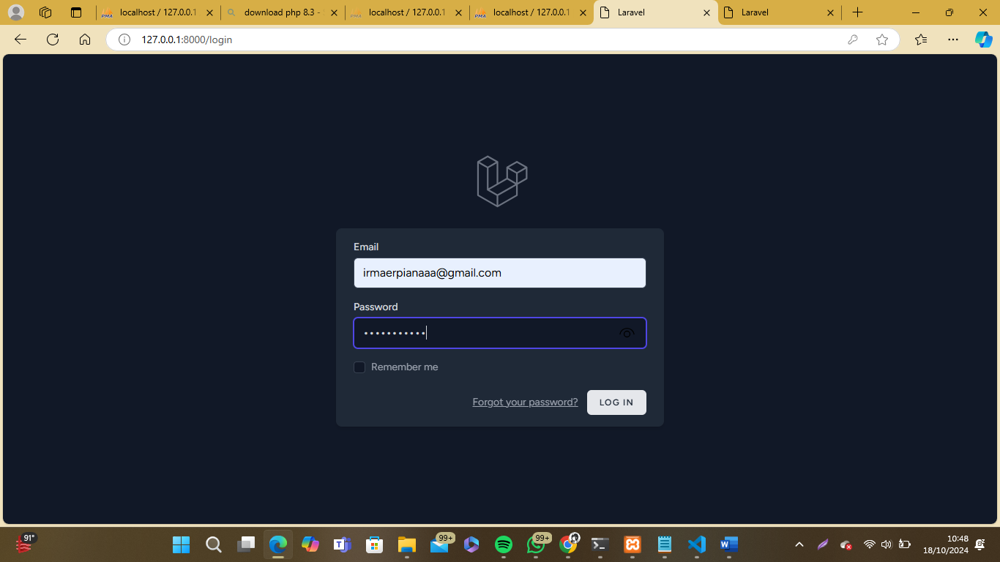 localhost / 127.0.0.1
download php 8.3 -
localhost / 127.0.0.1
localhost / 127.0.0.1
Laravel
Laravel
127.0.0.1:8000/login
Email
irmaerpianaaa@gmail.com
Password
•••••••••••
Remember me
Forgot your password?
LOG IN
91°
99+
99+
10:48
18/10/2024